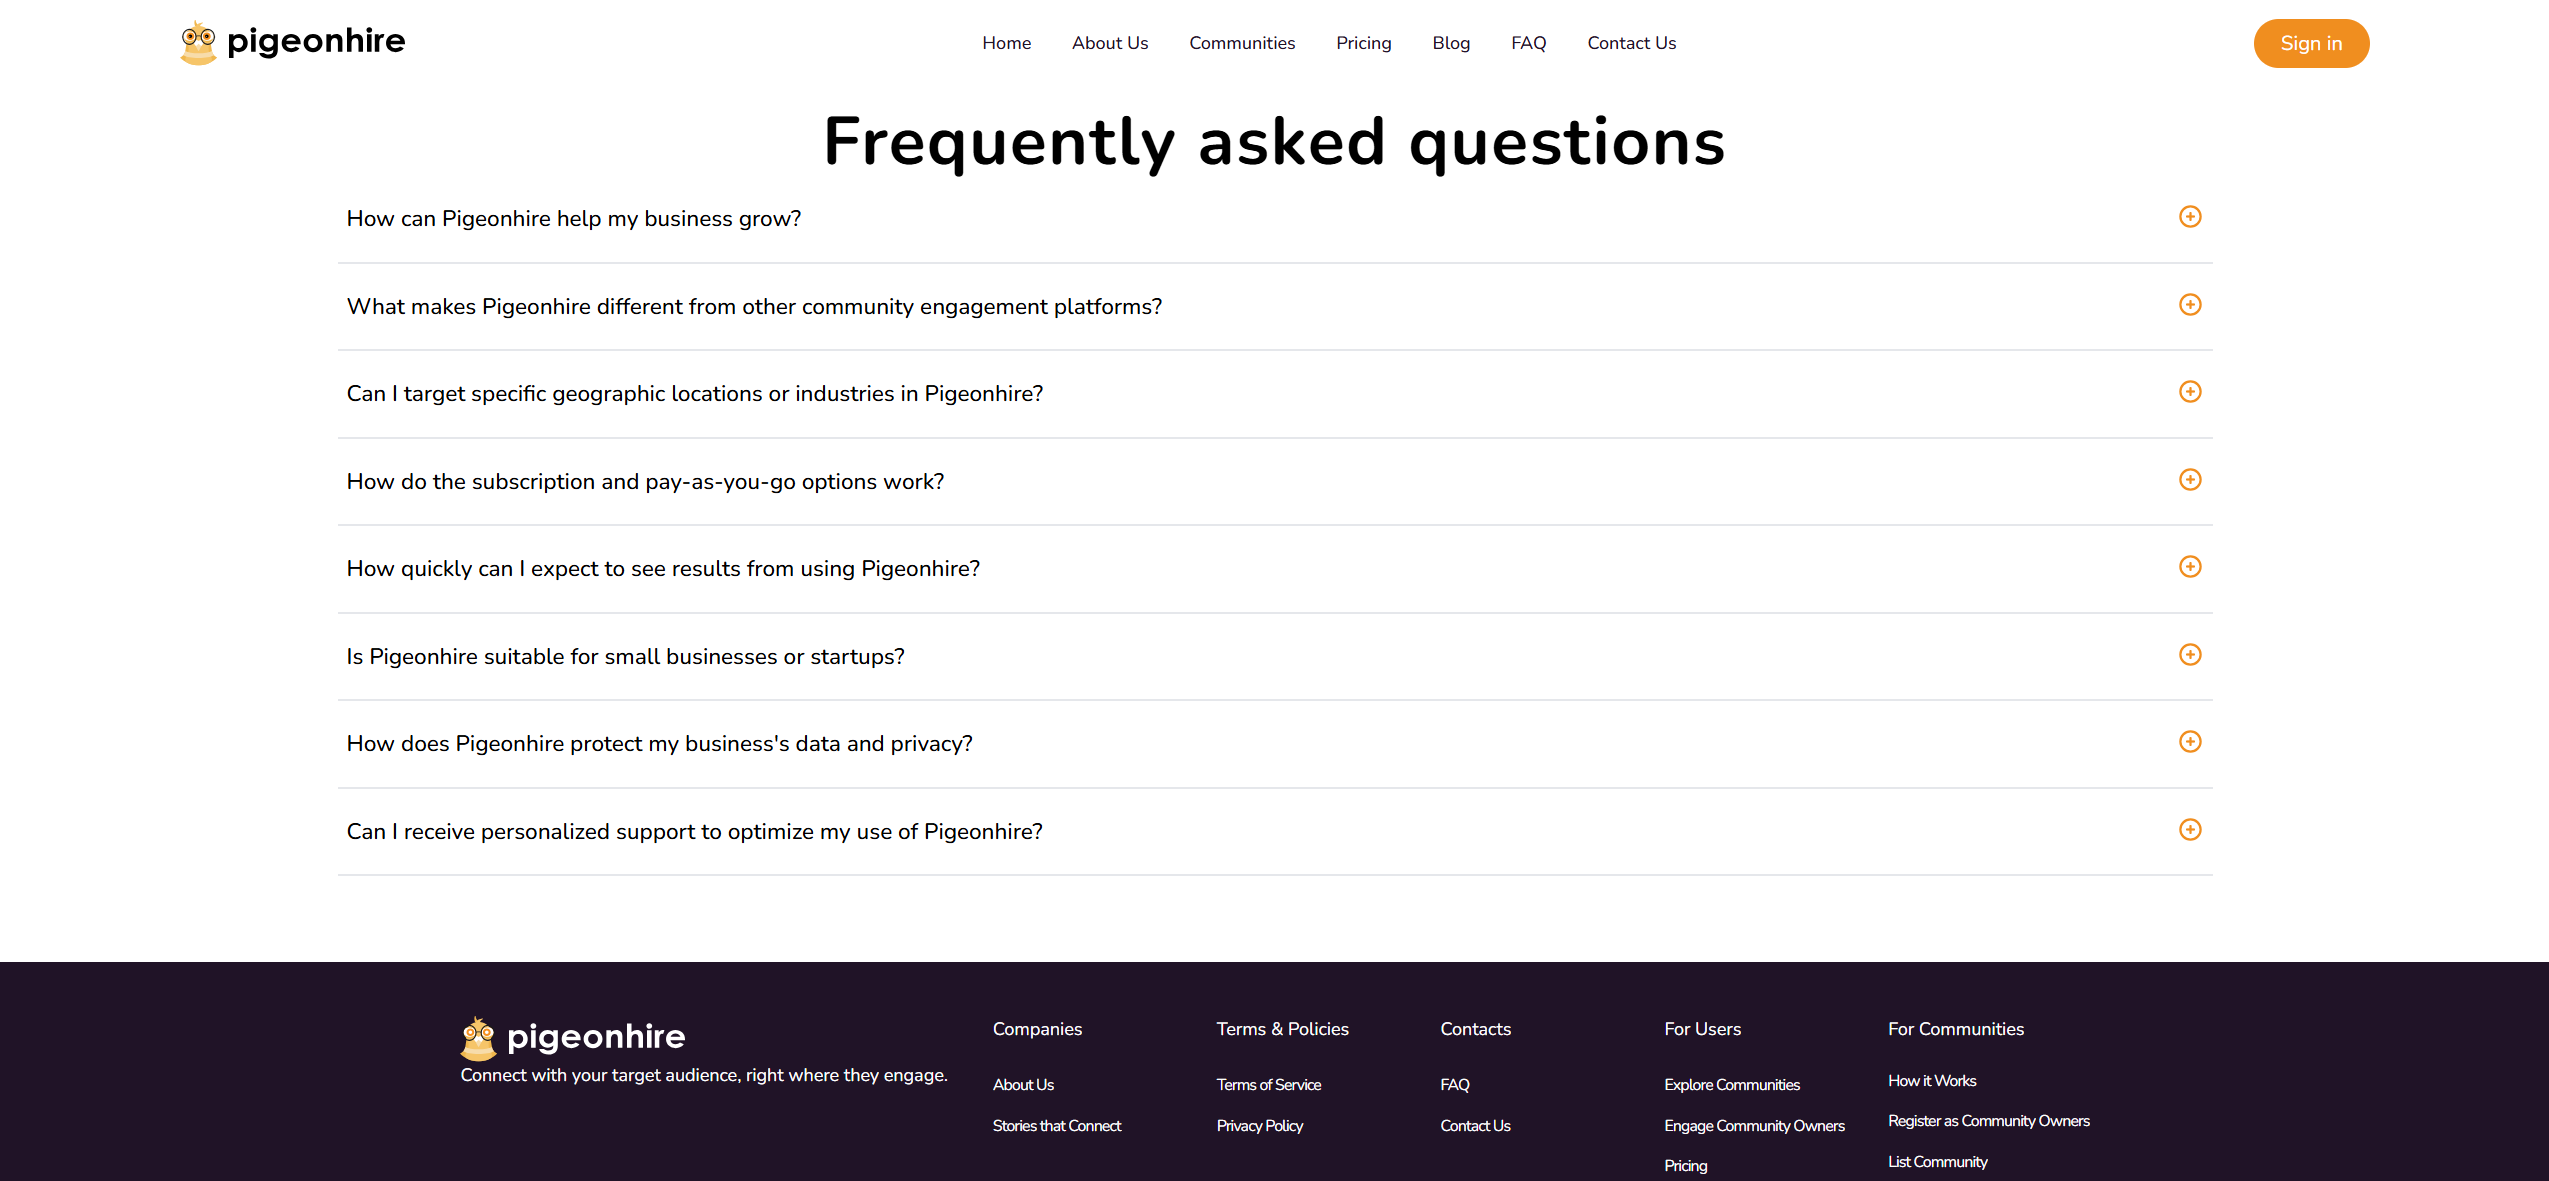 pigeonhire
Home About Us Communities Pricing Blog FAQ Contact Us
Sign in
Frequently asked questions
How can Pigeonhire help my business grow?
What makes Pigeonhire different from other community engagement platforms?
Can I target specific geographic locations or industries in Pigeonhire?
How do the subscription and pay-as-you-go options work?
How quickly can I expect to see results from using Pigeonhire?
Is Pigeonhire suitable for small businesses or startups?
How does Pigeonhire protect my business's data and privacy?
Can I receive personalized support to optimize my use of Pigeonhire?
pigeonhire
Connect with your target audience, right where they engage.
Companies
About Us
Stories that Connect
Terms & Policies
Terms of Service
Privacy Policy
Contacts
FAQ
Contact Us
For Users
Explore Communities
Engage Community Owners
Pricing
For Communities
How it Works
Register as Community Owners
List Community